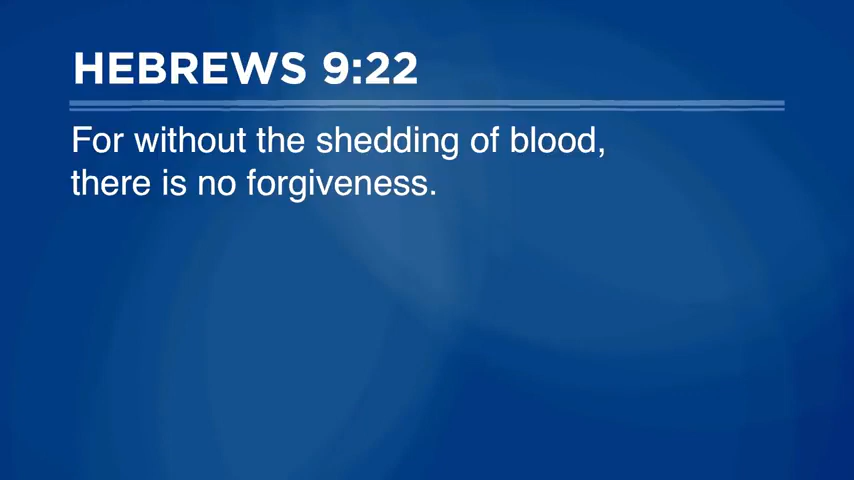 HEBREWS 9:22
For without the shedding of blood,
there is no forgiveness.